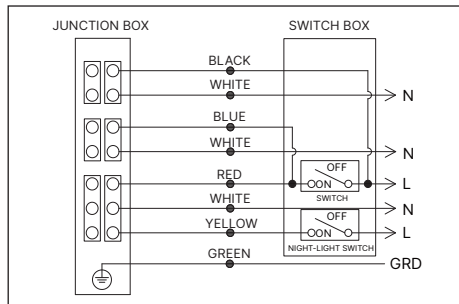 JUNCTION BOX
SWITCH BOX
BLACK
WHITE
N
BLUE
WHITE
N
RED
OFF
ON
L
SWITCH
WHITE
N
YELLOW
OFF
ON
L
NIGHT-LIGHT SWITCH
GREEN
GRD